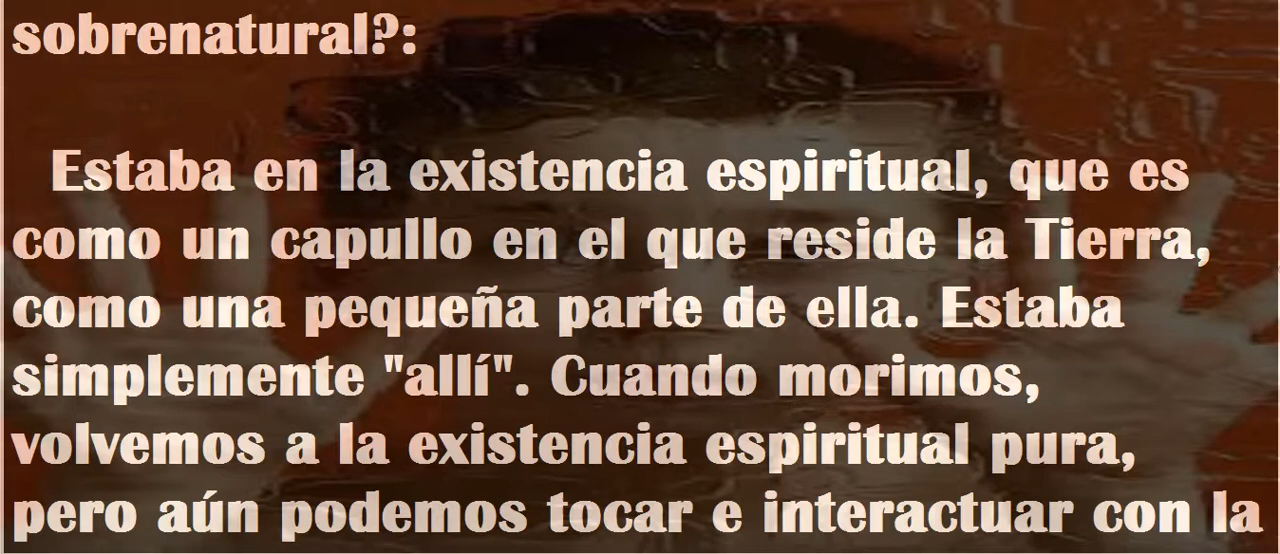 sobrenatural?:
Estaba en la existencia espiritual, que es
como un capullo en el que reside la Tierra,
como una pequeña parte de ella. Estaba
simplemente "allí". Cuando morimos,
volvemos a la existencia espiritual pura,
pero aún podemos tocar e interactuar con la